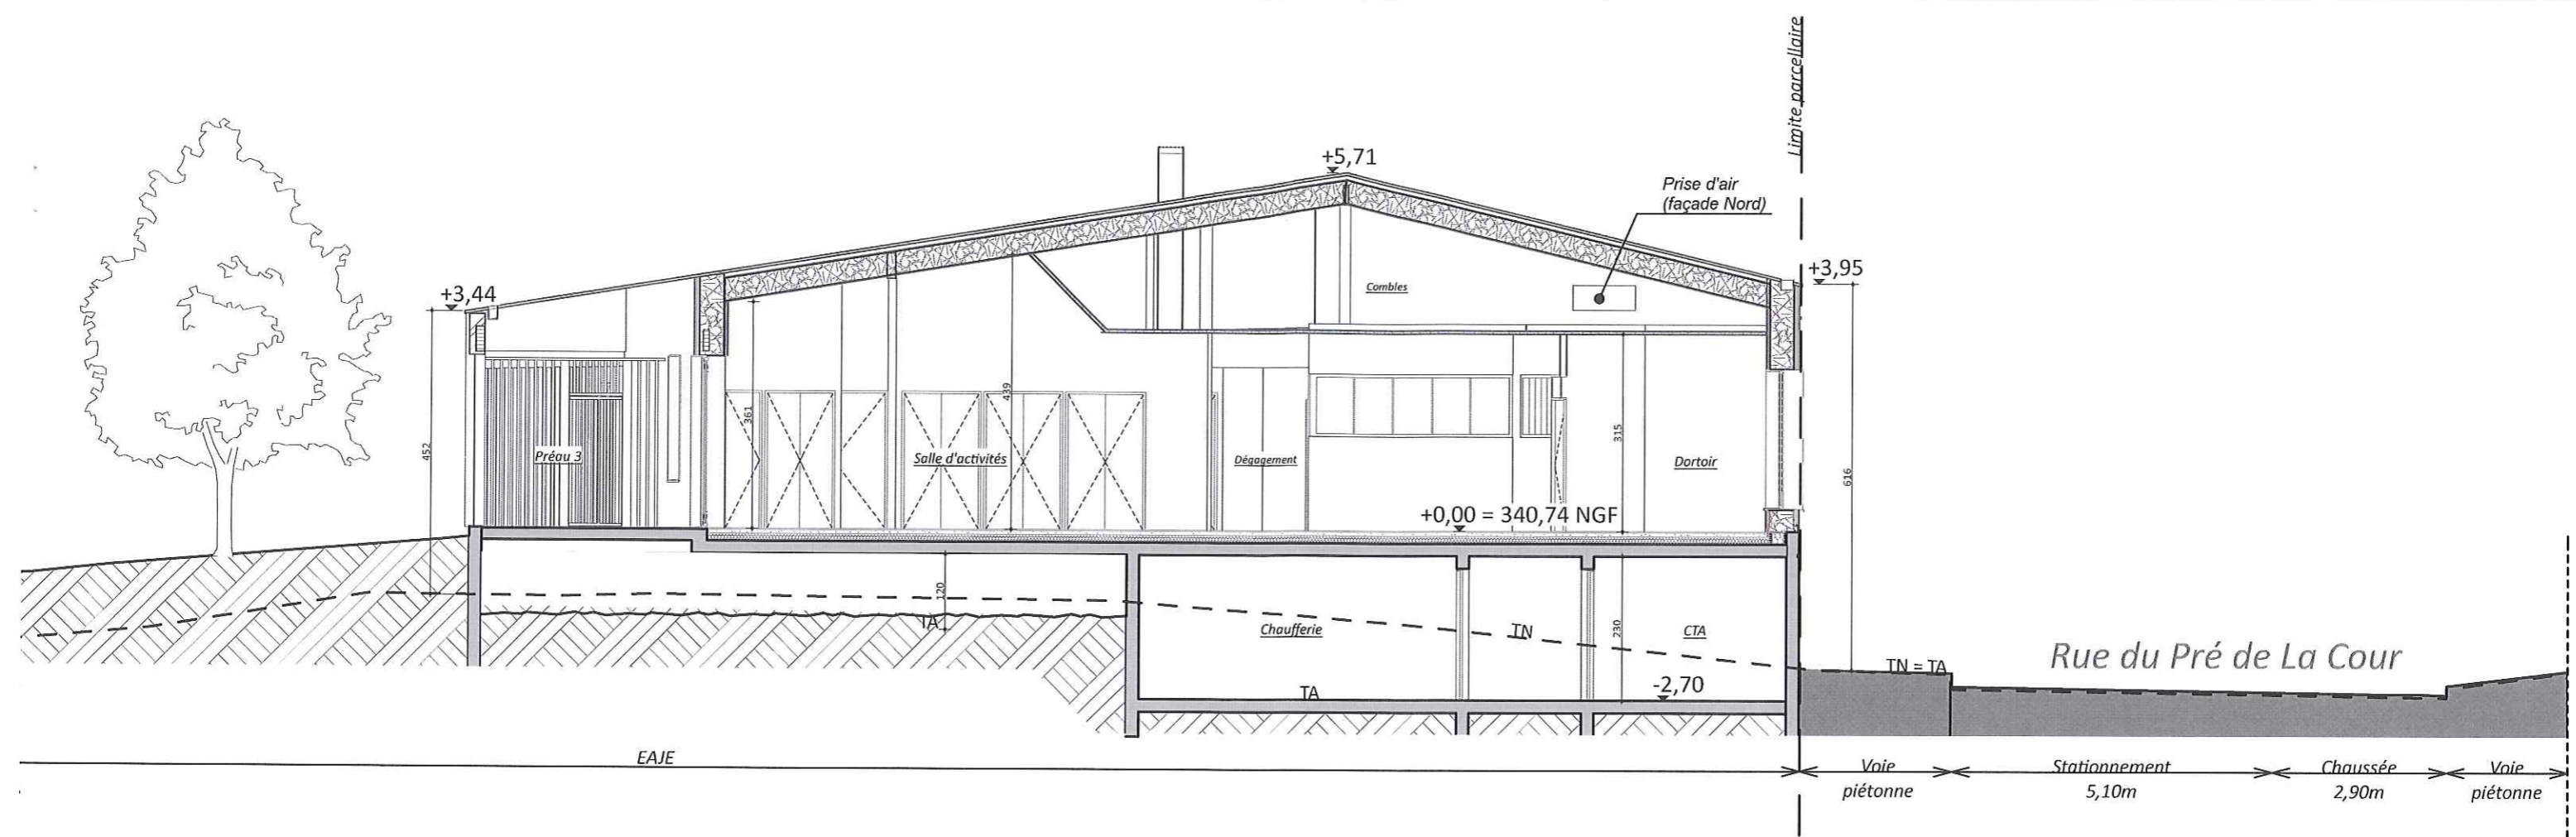 Limite parcellaire
+5,71
Prise d'air
(façade Nord)
+3,95
+3,44
Combles
361
439
315
452
616
Préau 3
Salle d'activités
Dégagement
Dortoir
+0,00 = 340,74 NGF
120
TA
Chaufferie
TN
230
CTA
TA
-2,70
TN = TA
Rue du Pré de La Cour
EAJE
Voie
piétonne
Stationnement
5,10m
Chaussée
2,90m
Voie
piétonne